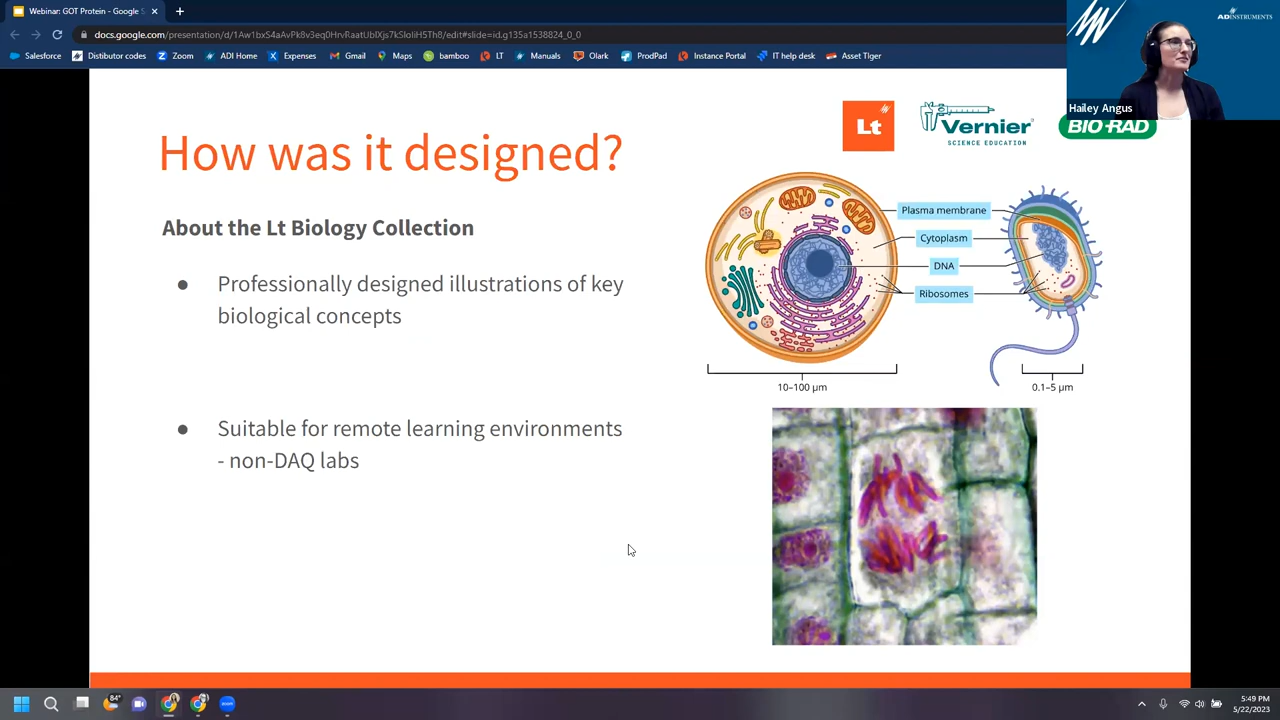 Webinar: GOT Protein - Google S
docs.google.com/presentation/d/1Aw1bxS4aAvPk8v3eq0HrvRaatUbIXjs7kSloIiH5Th8/edit#slide=id.g135a1538824_0_0
Salesforce Distibutor codes Zoom ADI Home Expenses Gmail Maps bamboo LT Manuals Olark ProdPad Instance Portal IT help desk Asset Tiger
ADINSTRUMENTS
Hailey Angus
Lt
Vernier
SCIENCE EDUCATION
BIO-RAD
How was it designed?
About the Lt Biology Collection
● Professionally designed illustrations of key
biological concepts
● Suitable for remote learning environments
- non-DAQ labs
Plasma membrane
Cytoplasm
DNA
Ribosomes
10–100 µm
0.1–5 µm
84°
5:49 PM
5/22/2023